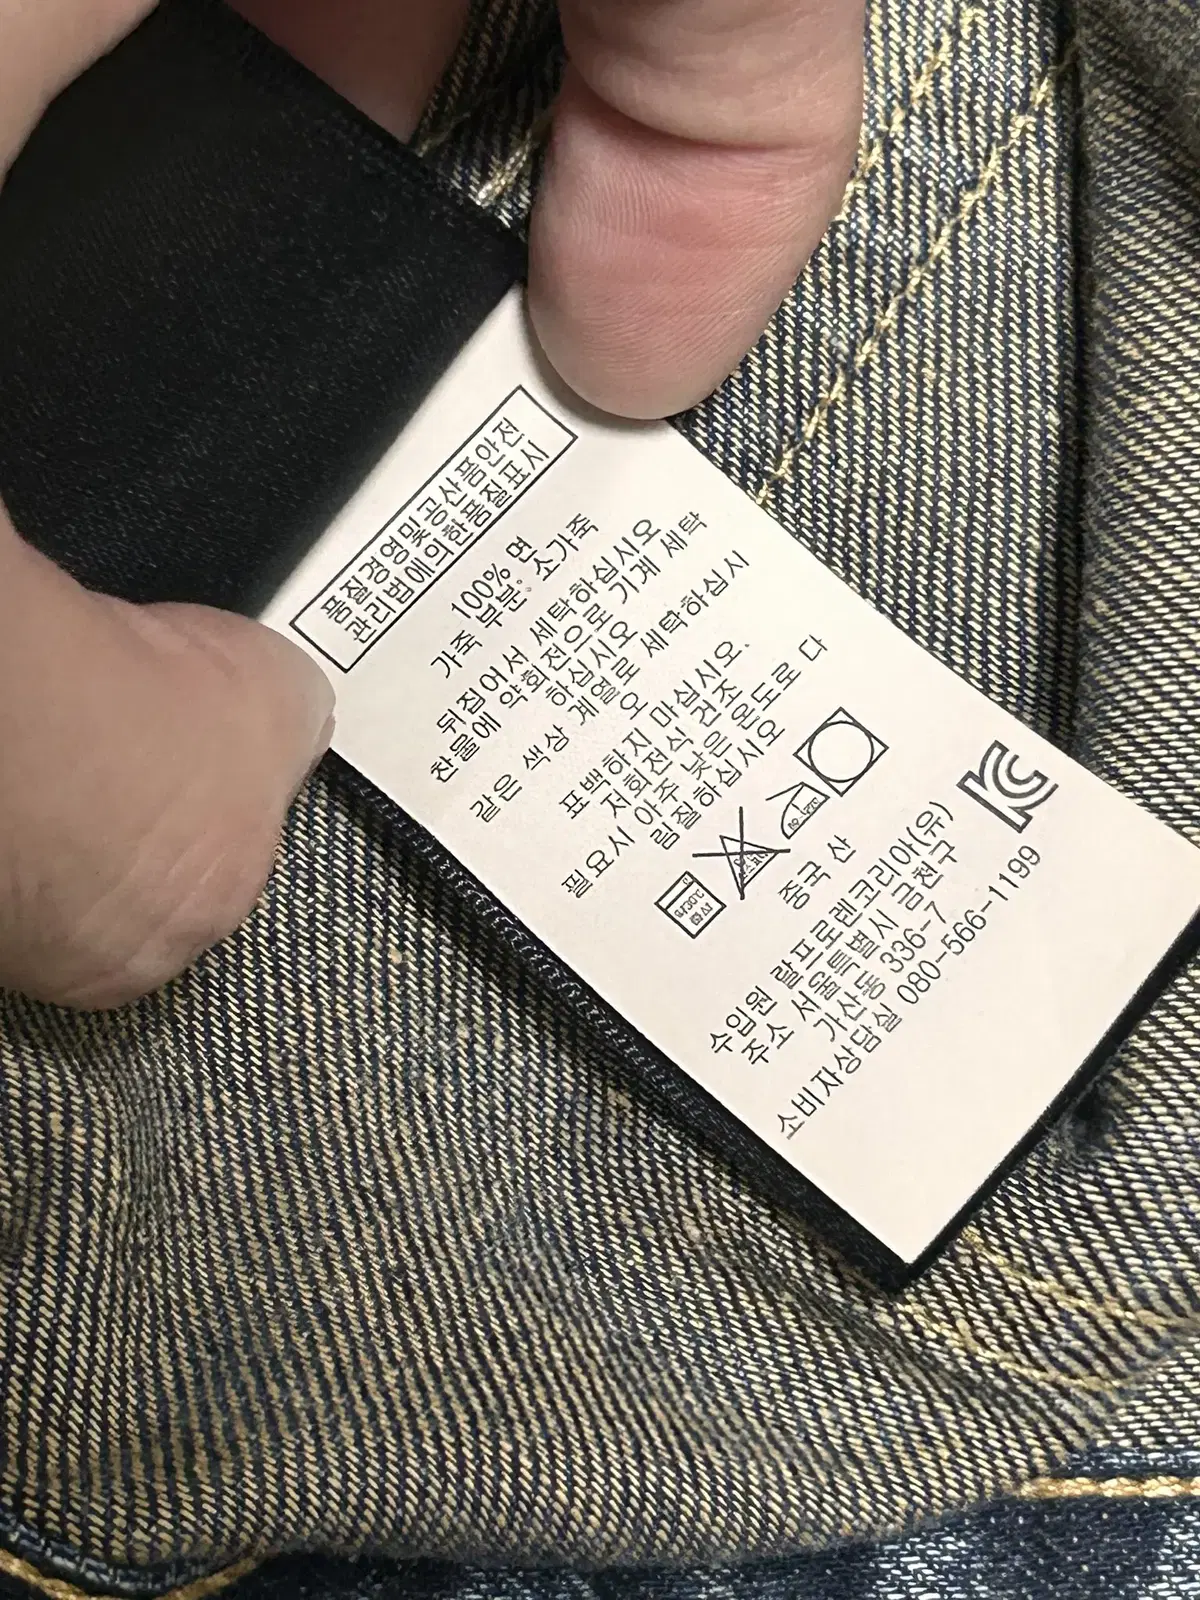 품질경영및공산품안전
관리법에의한품질표시
100% 면
가죽 부분: 소가죽
뒤집어서 세탁하십시오
찬물에 약회전으로 기계 세탁
하십시오
같은 색상 계열로 세탁하십시
오
표백하지 마십시오.
저회전식 건조
필요시 아주 낮은 온도로 다
림질하십시오
약30℃
중성
중국 산
수입원 랄프로렌코리아(유)
주소 서울특별시 금천구
가산동 336-7
소비자상담실 080-566-1199